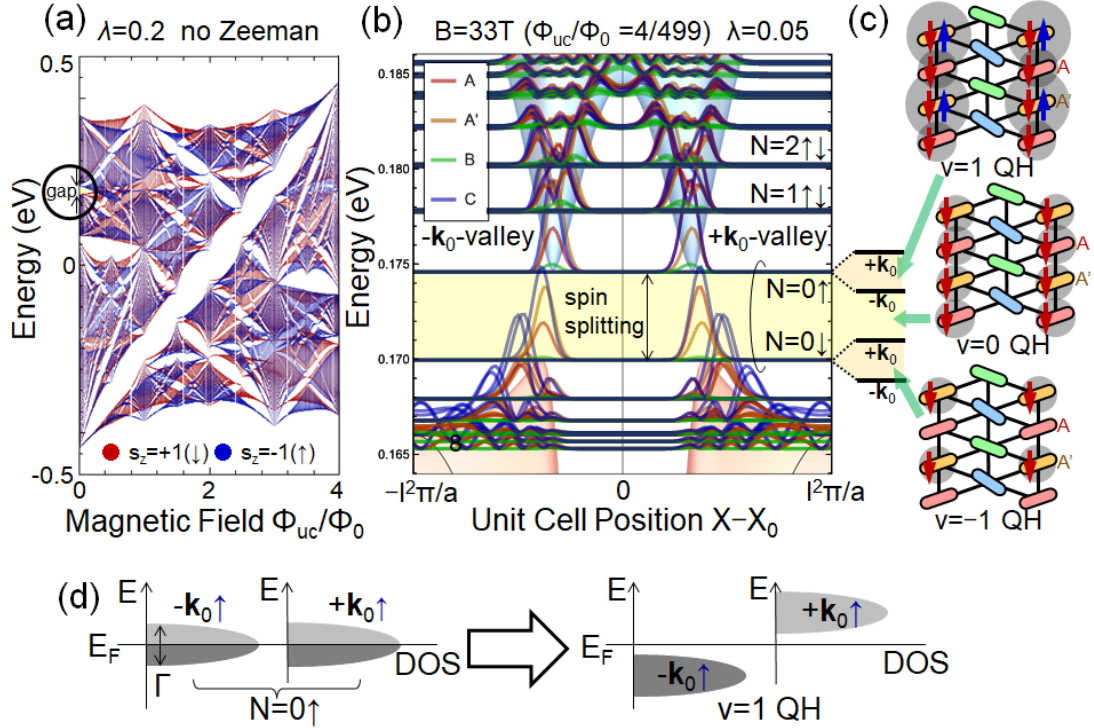 (a) λ=0.2 no Zeeman
0.5
gap
0
-0.5
Energy (eV)
s_z=+1(↓) s_z=-1(↑)
0 2 4
Magnetic Field Φ_uc/Φ_0
(b) B=33T (Φ_uc/Φ_0 =4/499) λ=0.05
0.185
0.180
0.175
0.170
0.165
Energy (eV)
A
A'
B
C
N=2↑↓
N=1↑↓
-k_0-valley
+k_0-valley
spin
splitting
N=0↑
N=0↓
8
−l²π/a 0 l²π/a
Unit Cell Position X−X_0
+k_0
-k_0
+k_0
-k_0
(c)
A
A'
ν=1 QH
A
A'
ν=0 QH
A
A'
ν=−1 QH
(d)
E
-k_0↑
E
+k_0↑
E_F
Γ
DOS
N=0↑
E
E
+k_0↑
E_F
DOS
-k_0↑
ν=1 QH